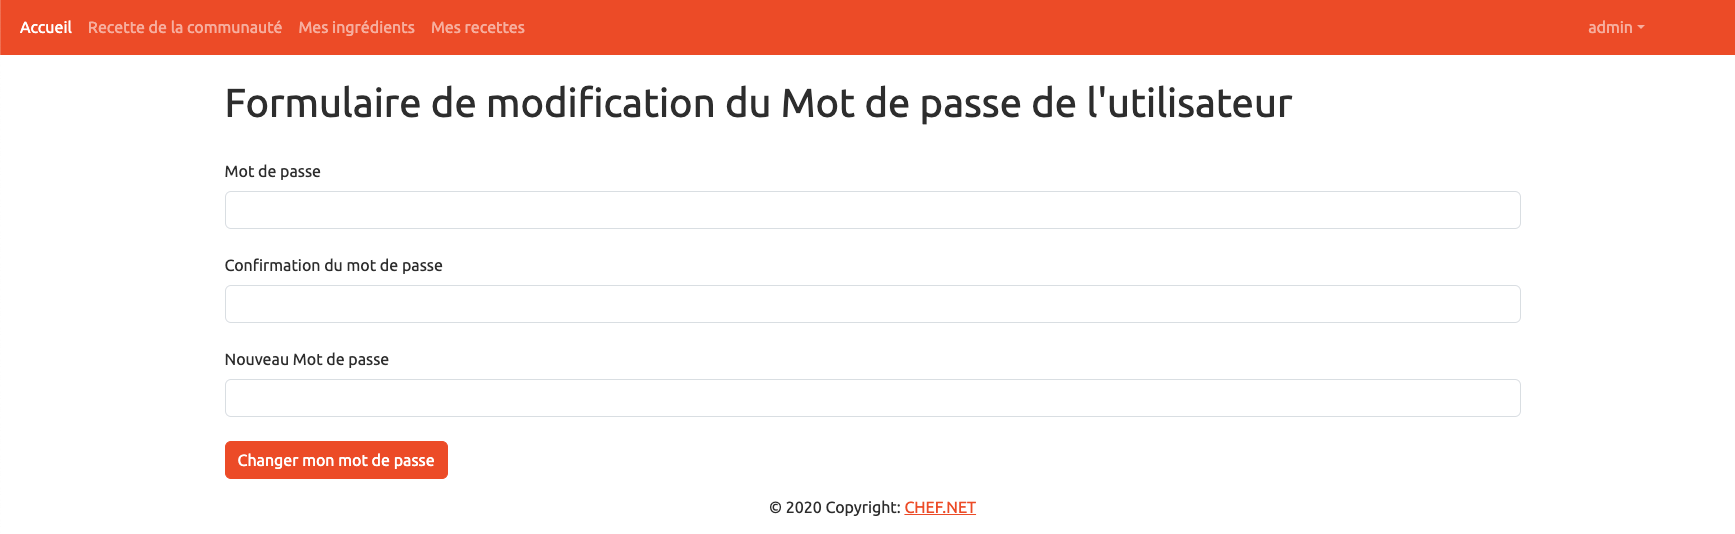 Accueil Recette de la communauté Mes ingrédients Mes recettes admin
Formulaire de modification du Mot de passe de l'utilisateur
Mot de passe
Confirmation du mot de passe
Nouveau Mot de passe
Changer mon mot de passe
© 2020 Copyright: CHEF.NET